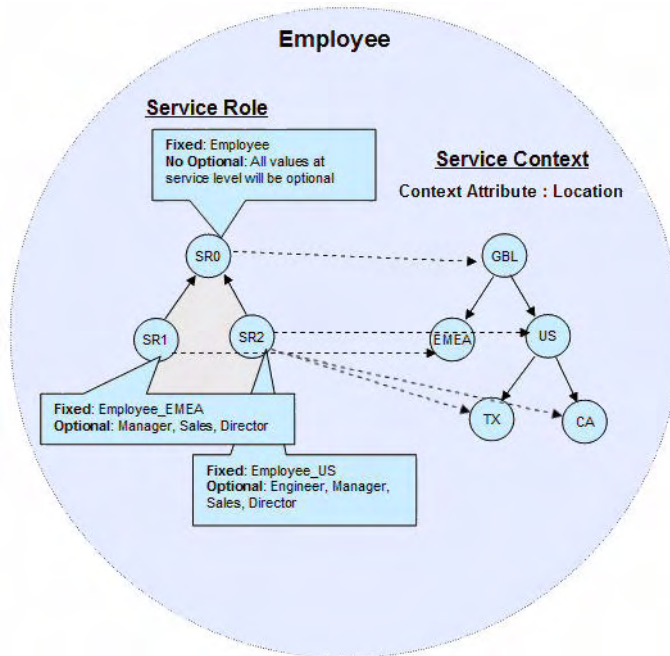 Employee
Service Role
Fixed: Employee
No Optional: All values at
service level will be optional
Service Context
Context Attribute : Location
SR0
GBL
SR1
SR2
EMEA
US
Fixed: Employee_EMEA
Optional: Manager, Sales, Director
TX
CA
Fixed: Employee_US
Optional: Engineer, Manager,
Sales, Director